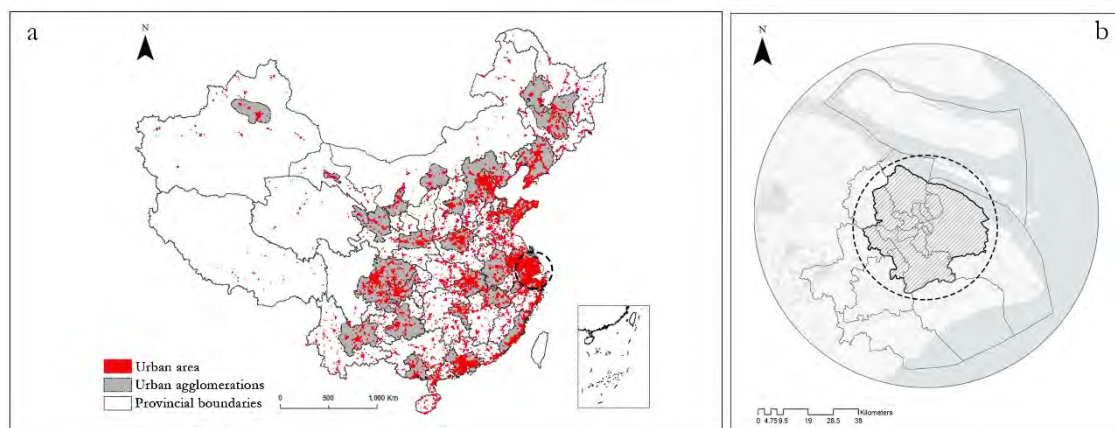 a
N
Urban area
Urban agglomerations
Provincial boundaries
0 500 1,000 Km
b
N
Kilometers
0 4.75 9.5 19 28.5 38